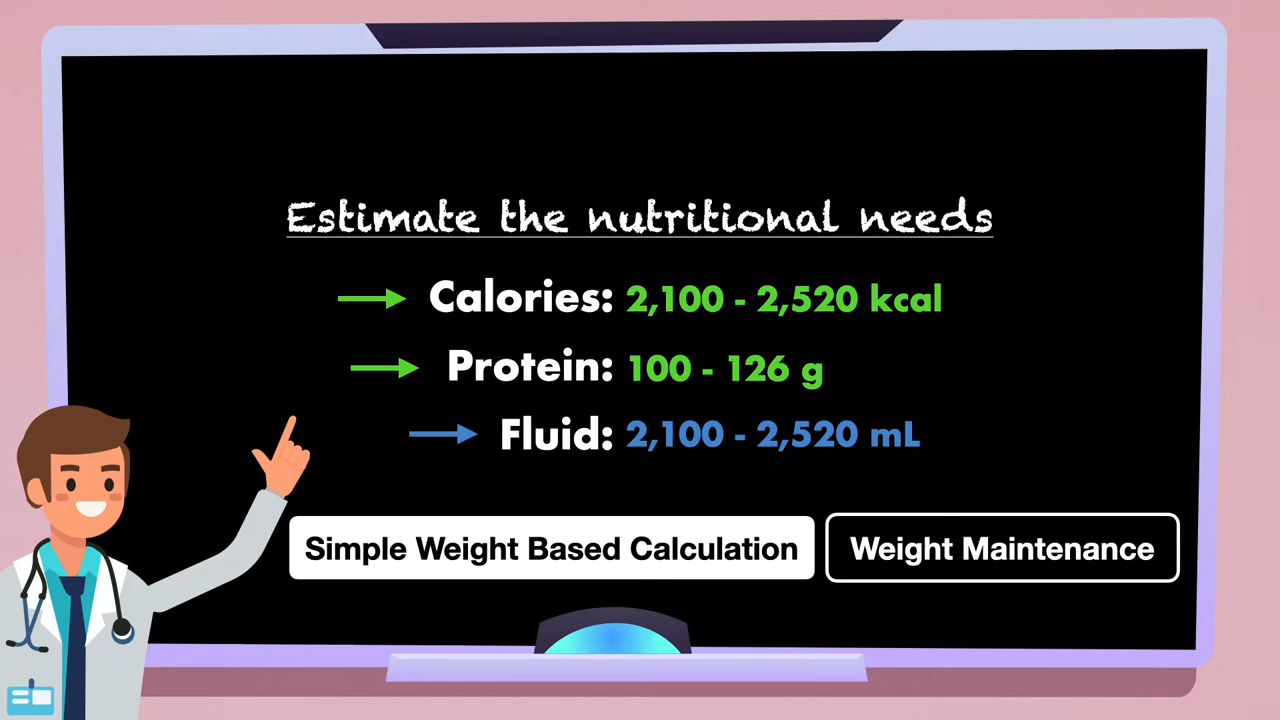 Estimate the nutritional needs
Calories: 2,100 - 2,520 kcal
Protein: 100 - 126 g
Fluid: 2,100 - 2,520 mL
Simple Weight Based Calculation
Weight Maintenance